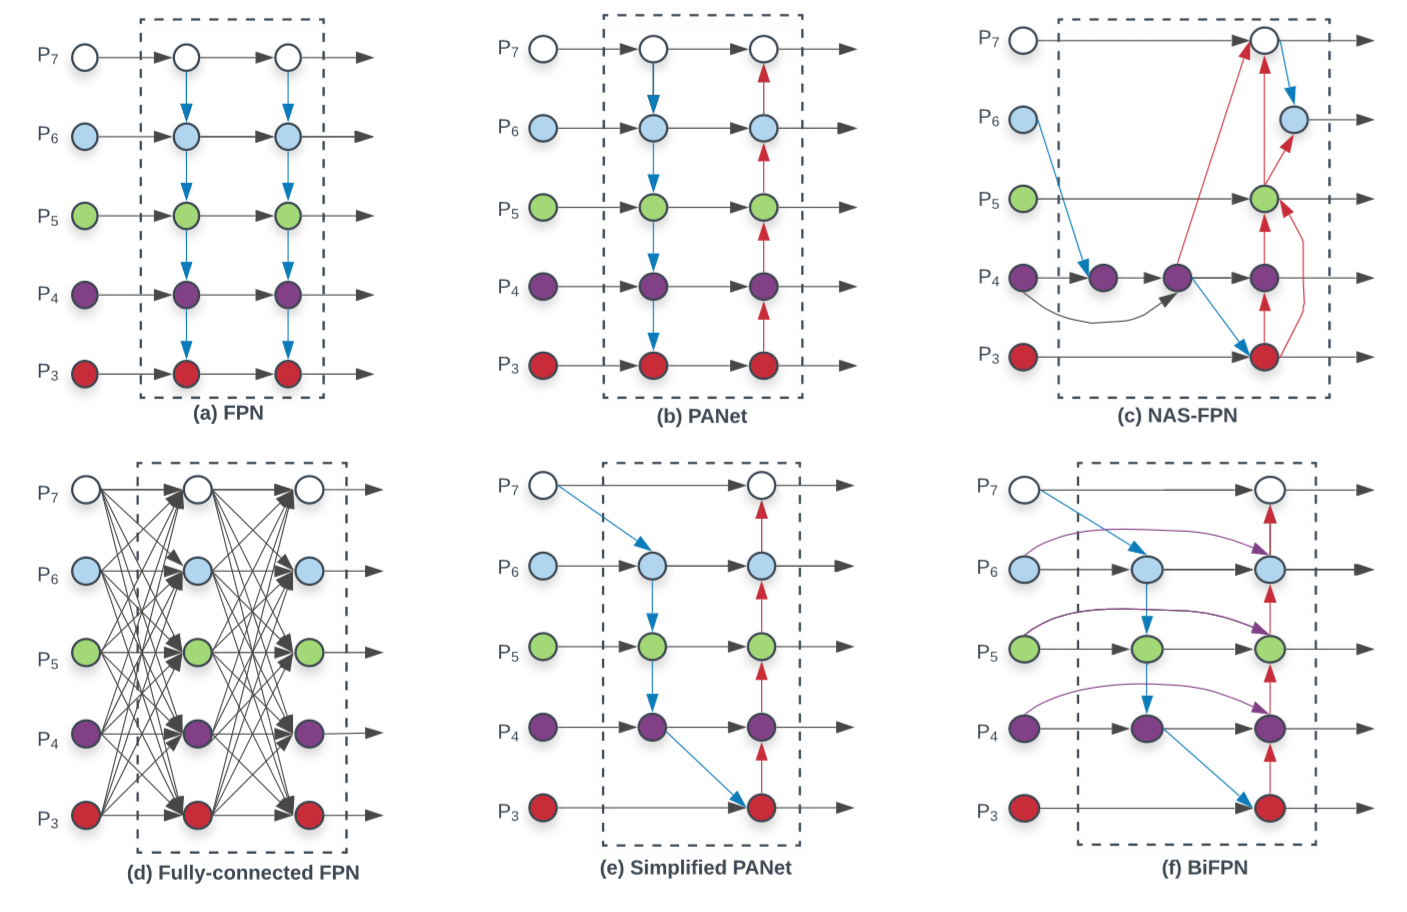 P7
P6
P5
P4
P3
(a) FPN
P7
P6
P5
P4
P3
(b) PANet
P7
P6
P5
P4
P3
(c) NAS-FPN
P7
P6
P5
P4
P3
(d) Fully-connected FPN
P7
P6
P5
P4
P3
(e) Simplified PANet
P7
P6
P5
P4
P3
(f) BiFPN